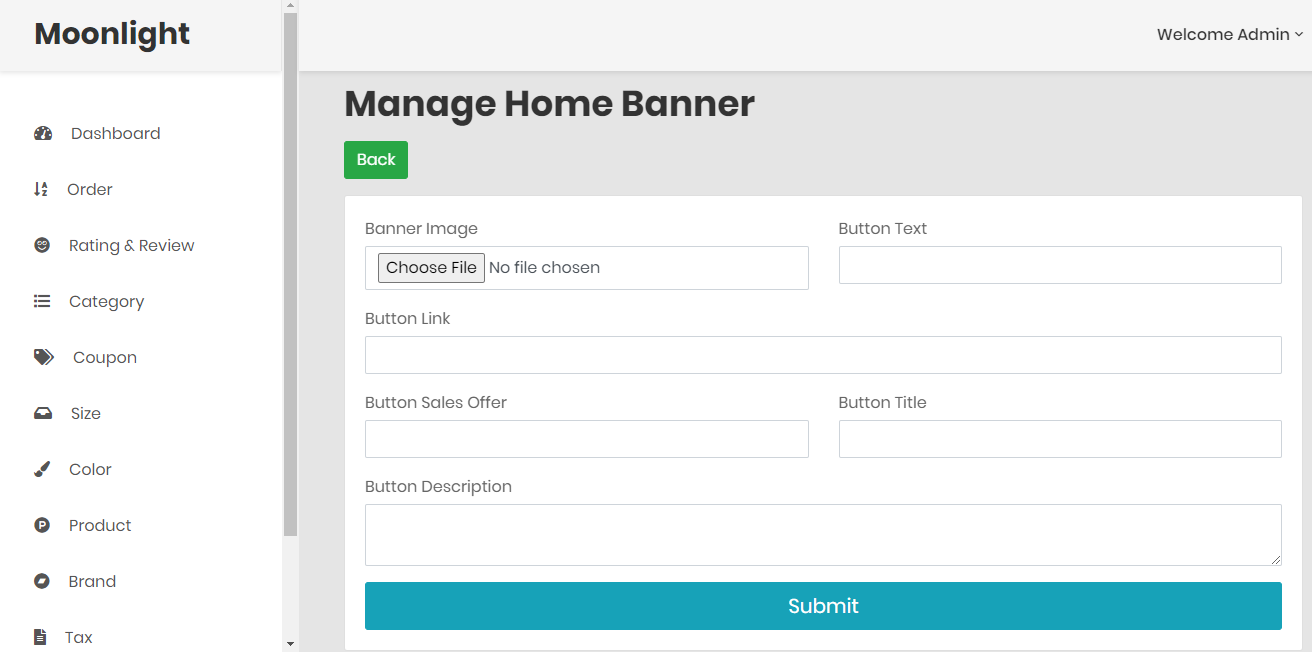 Moonlight
Welcome Admin
Dashboard
Order
Rating & Review
Category
Coupon
Size
Color
Product
Brand
Tax
Manage Home Banner
Back
Banner Image
Choose File No file chosen
Button Text
Button Link
Button Sales Offer
Button Title
Button Description
Submit